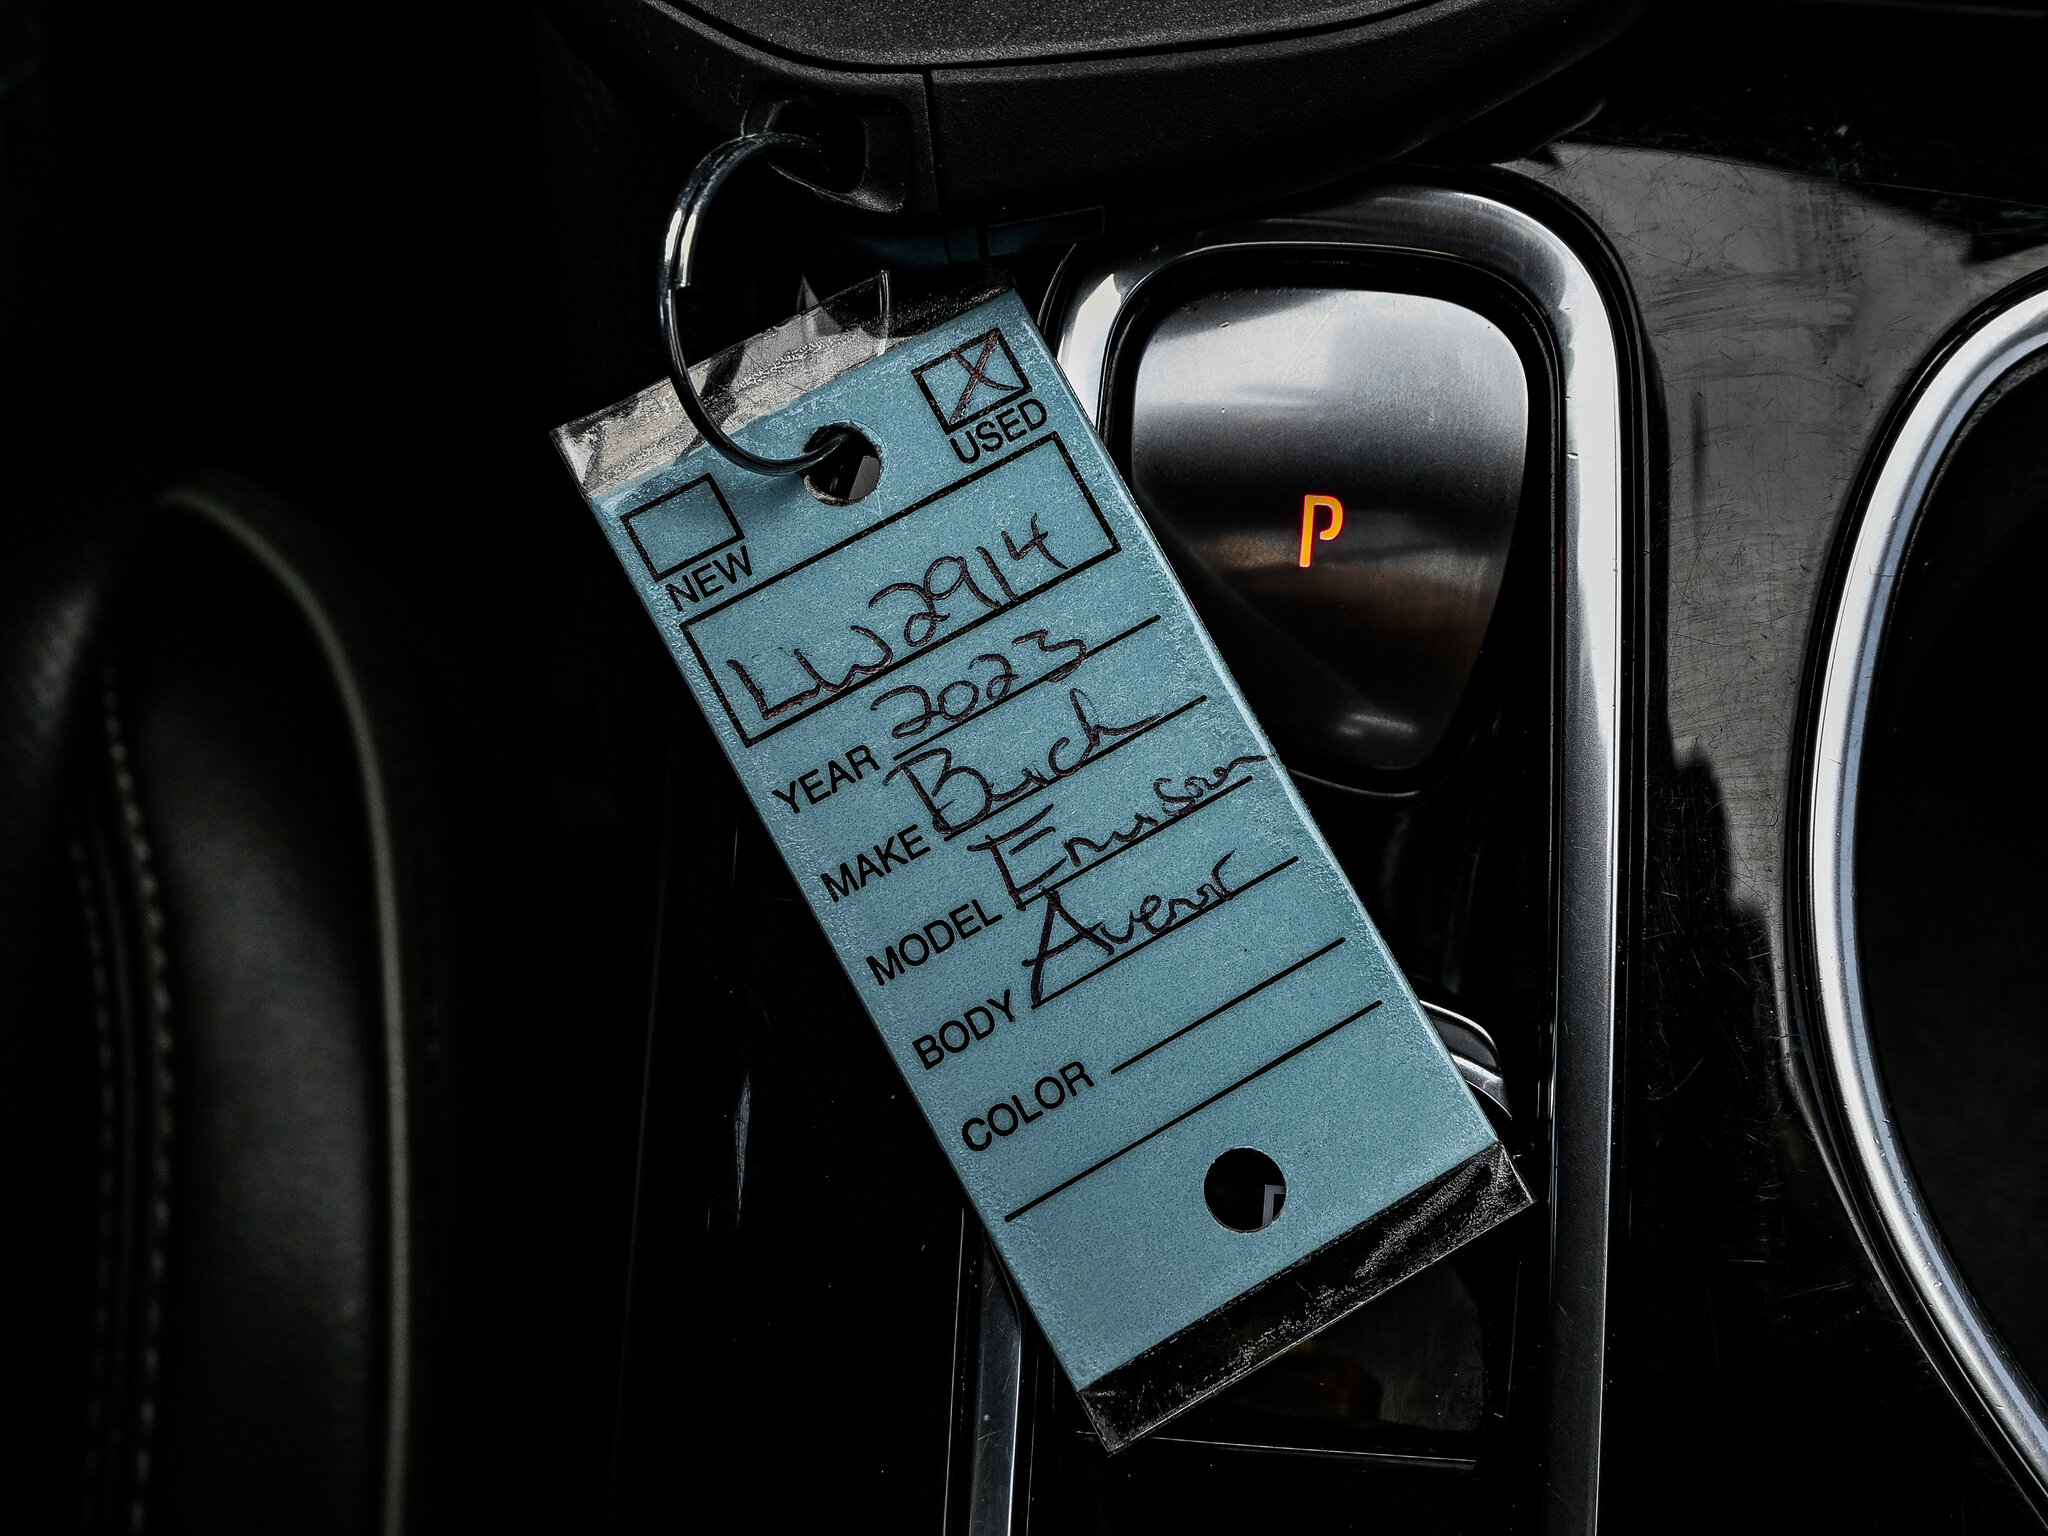 X
USED
NEW
LW2914
YEAR 2023
MAKE Buick
MODEL Envision
BODY Avenir
COLOR
P